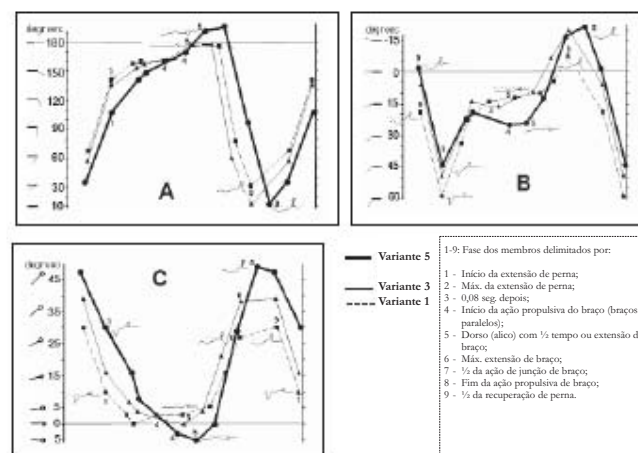 degrees
180
150
120
90
60
30
10
A
degrees
-15
0
15
30
45
60
B
degrees
45
35
25
15
5
0
5
C
Variante 5
Variante 3
Variante 1
1-9: Fase dos membros delimitados por:
1 - Início da extensão de perna;
2 - Máx. da extensão de perna;
3 - 0,08 seg. depois;
4 - Início da ação propulsiva do braço (braços
paralelos);
5 - Dorso (alico) com ½ tempo ou extensão de
braço;
6 - Máx. extensão de braço;
7 - ½ da ação de junção de braço;
8 - Fim da ação propulsiva de braço;
9 - ½ da recuperação de perna.